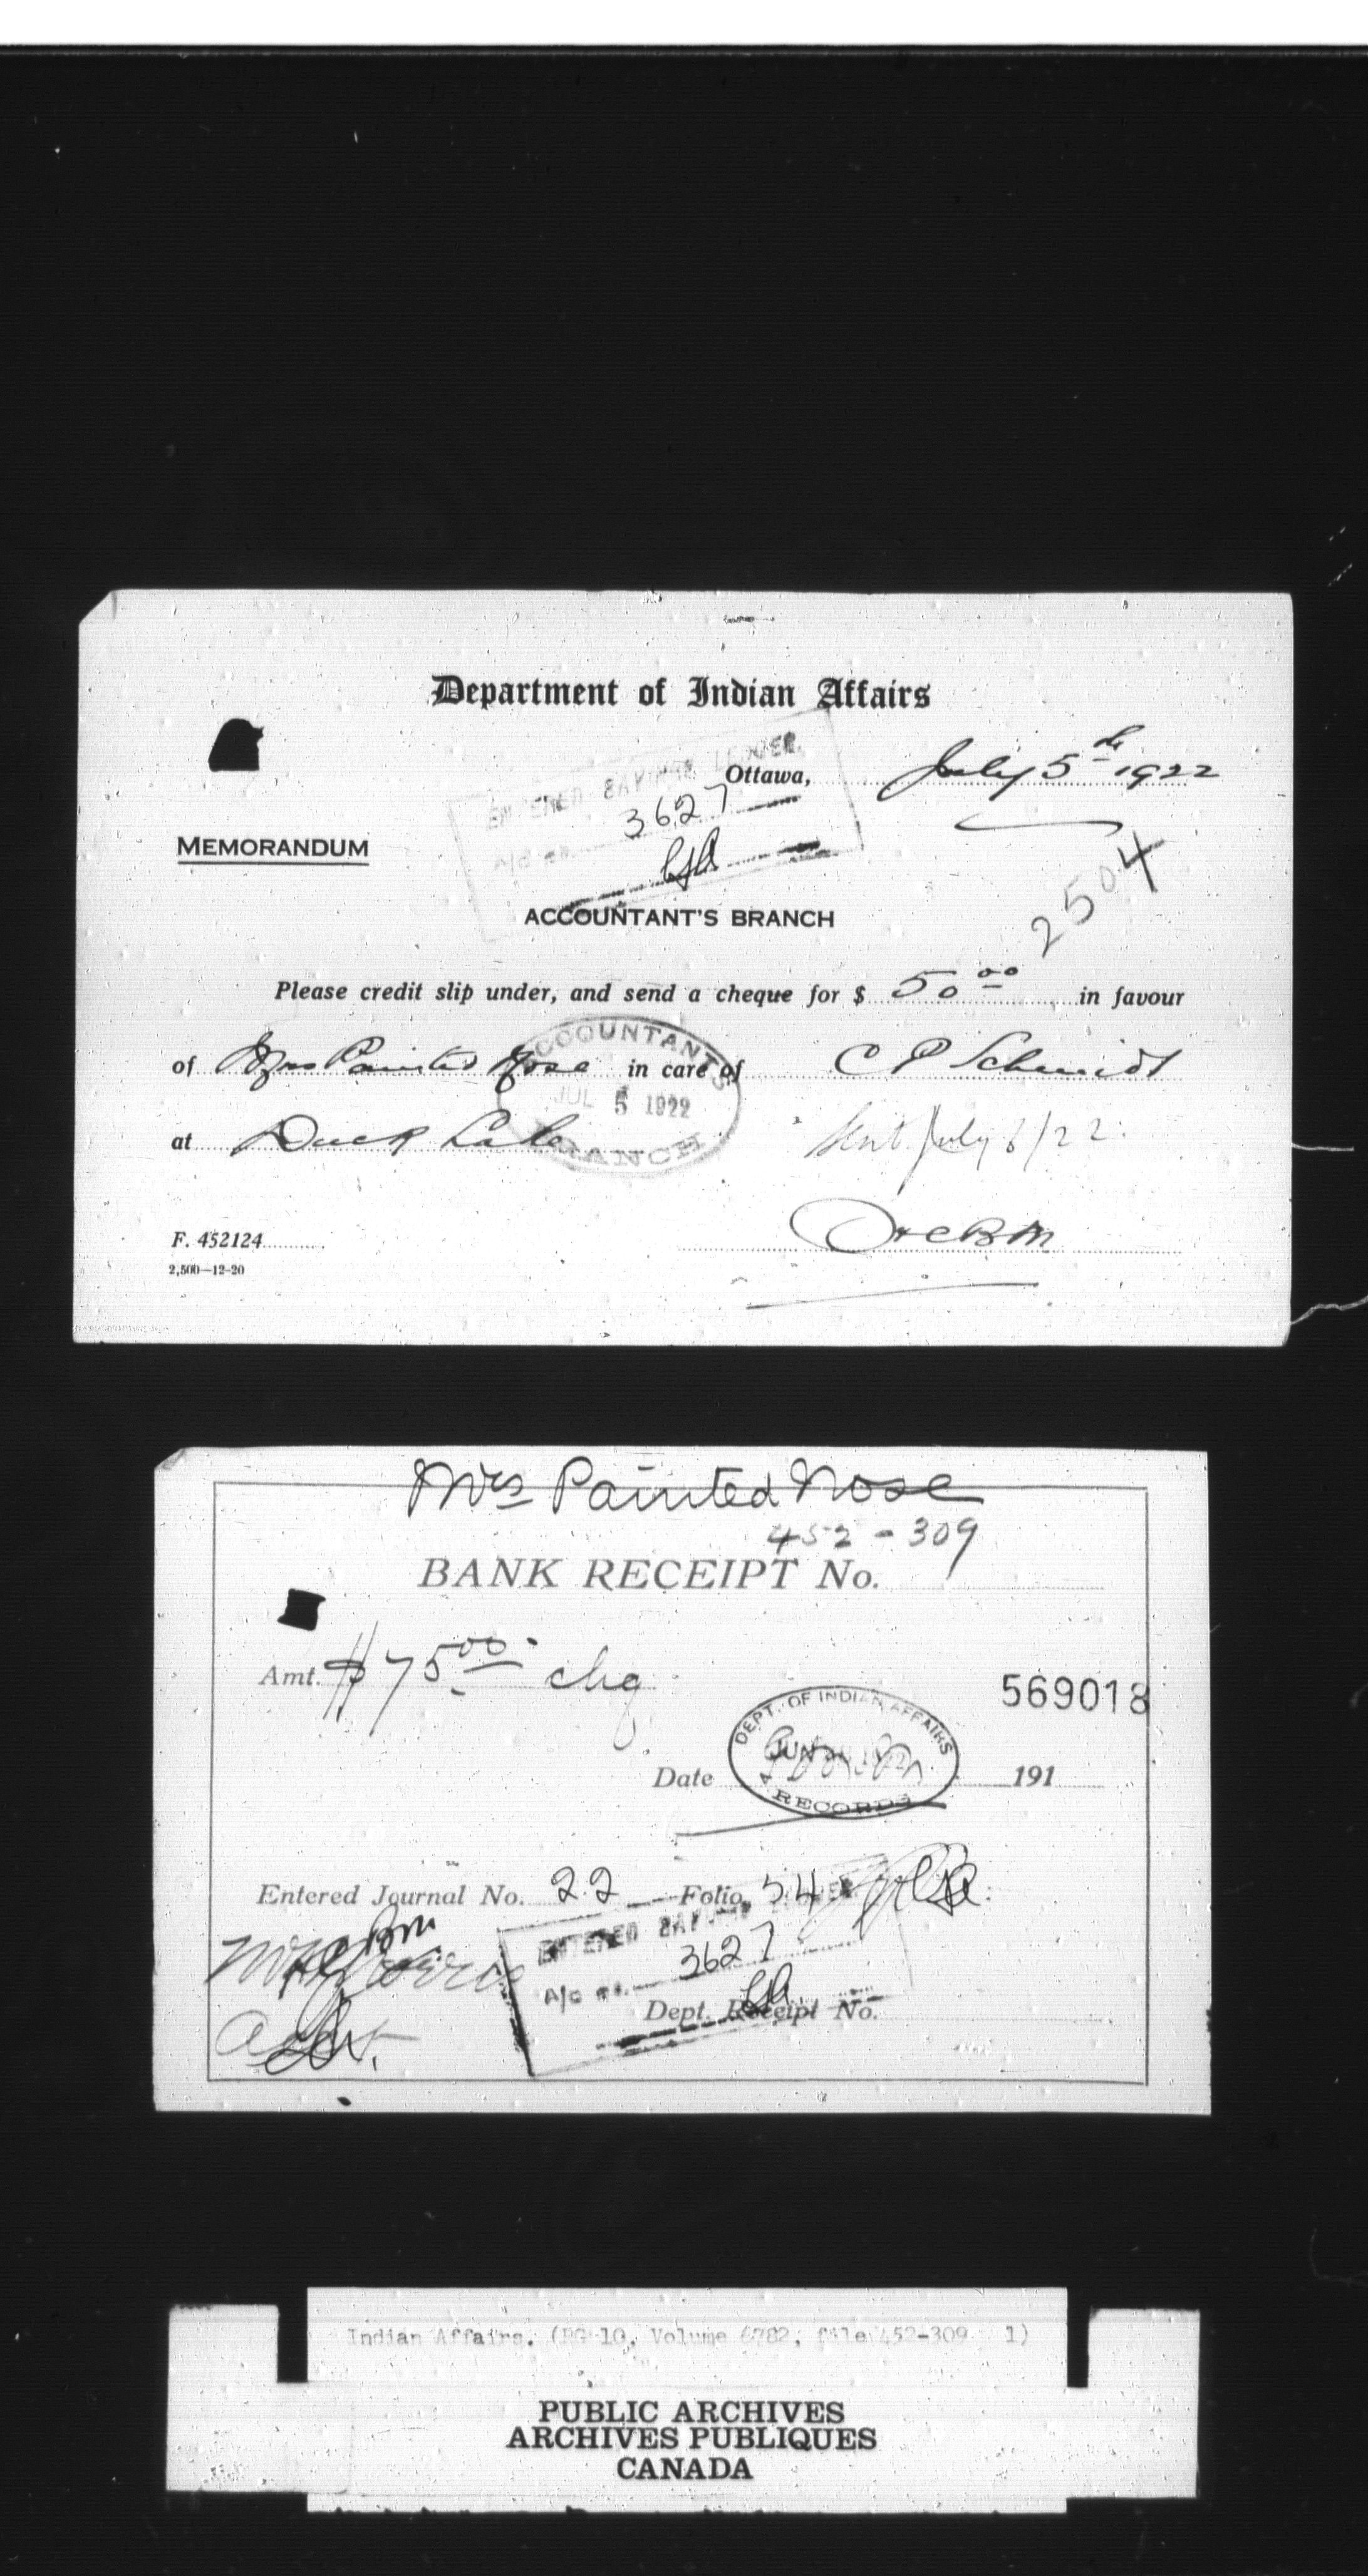 Department of Indian Affairs
ENTERED SAVINGS LEDGER
Ottawa, July 5th 1922
3627
MEMORANDUM
A/c no.
2504
ACCOUNTANT'S BRANCH
Please credit slip under, and send a cheque for $ 50 00 in favour
of Mrs Painted Nose in care of C P Schmidt
ACCOUNTANT'S
JUL 5 1922
BRANCH
at Duck Lake
Sent July 6/22.
F. 452124
2,500—12-20
Mrs Painted Nose
452 - 309
BANK RECEIPT No.
Amt. $75 00 chq
569018
DEPT. OF INDIAN AFFAIRS
JUN
RECORDS
Date 191
Entered Journal No. 22 Folio 54
ENTERED SAVINGS LEDGER
A/c no. 3627
Dept. Receipt No.
Indian Affairs. (RG 10, Volume 6782, file 452-309 1)
PUBLIC ARCHIVES
ARCHIVES PUBLIQUES
CANADA